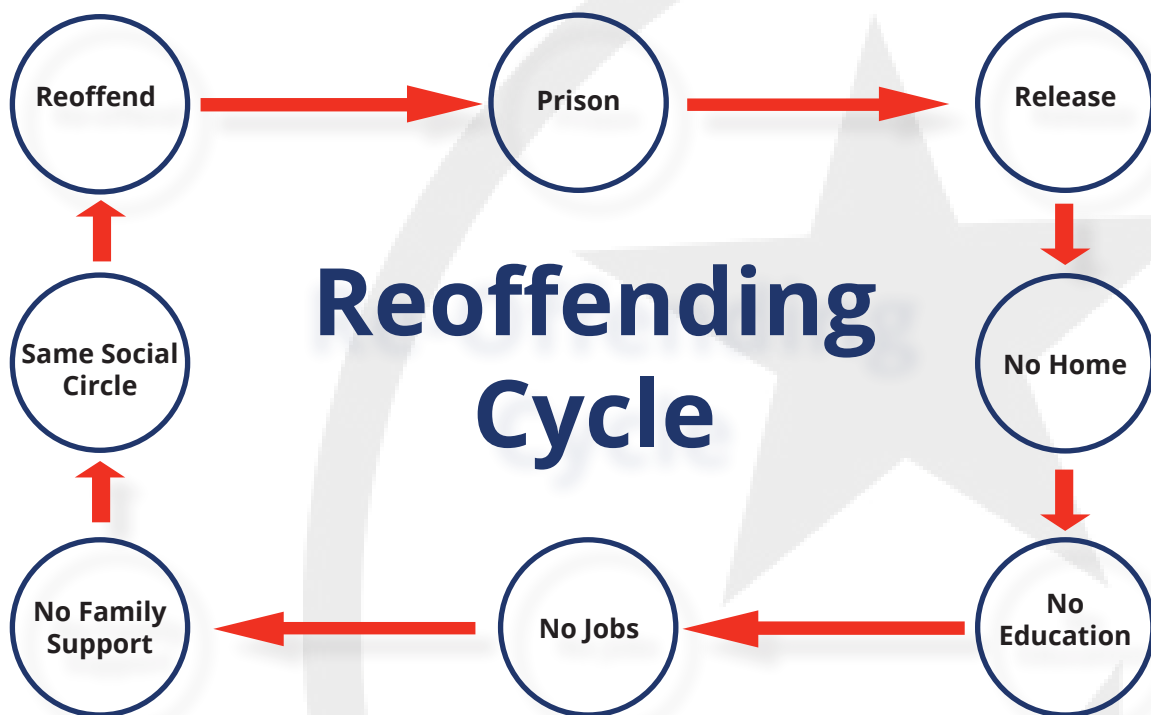 Reoffend
Prison
Release
Reoffending
Cycle
Same Social
Circle
No Home
No Family
Support
No Jobs
No
Education